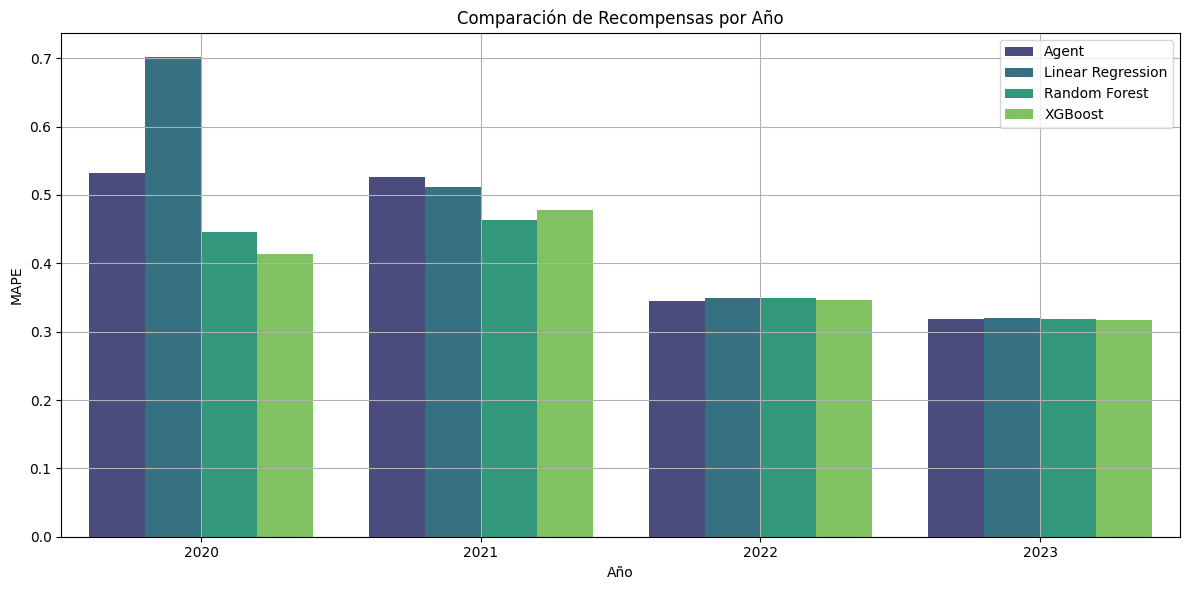 Comparación de Recompensas por Año
Agent
Linear Regression
Random Forest
XGBoost
MAPE
0.7
0.6
0.5
0.4
0.3
0.2
0.1
0.0
2020 2021 2022 2023
Año